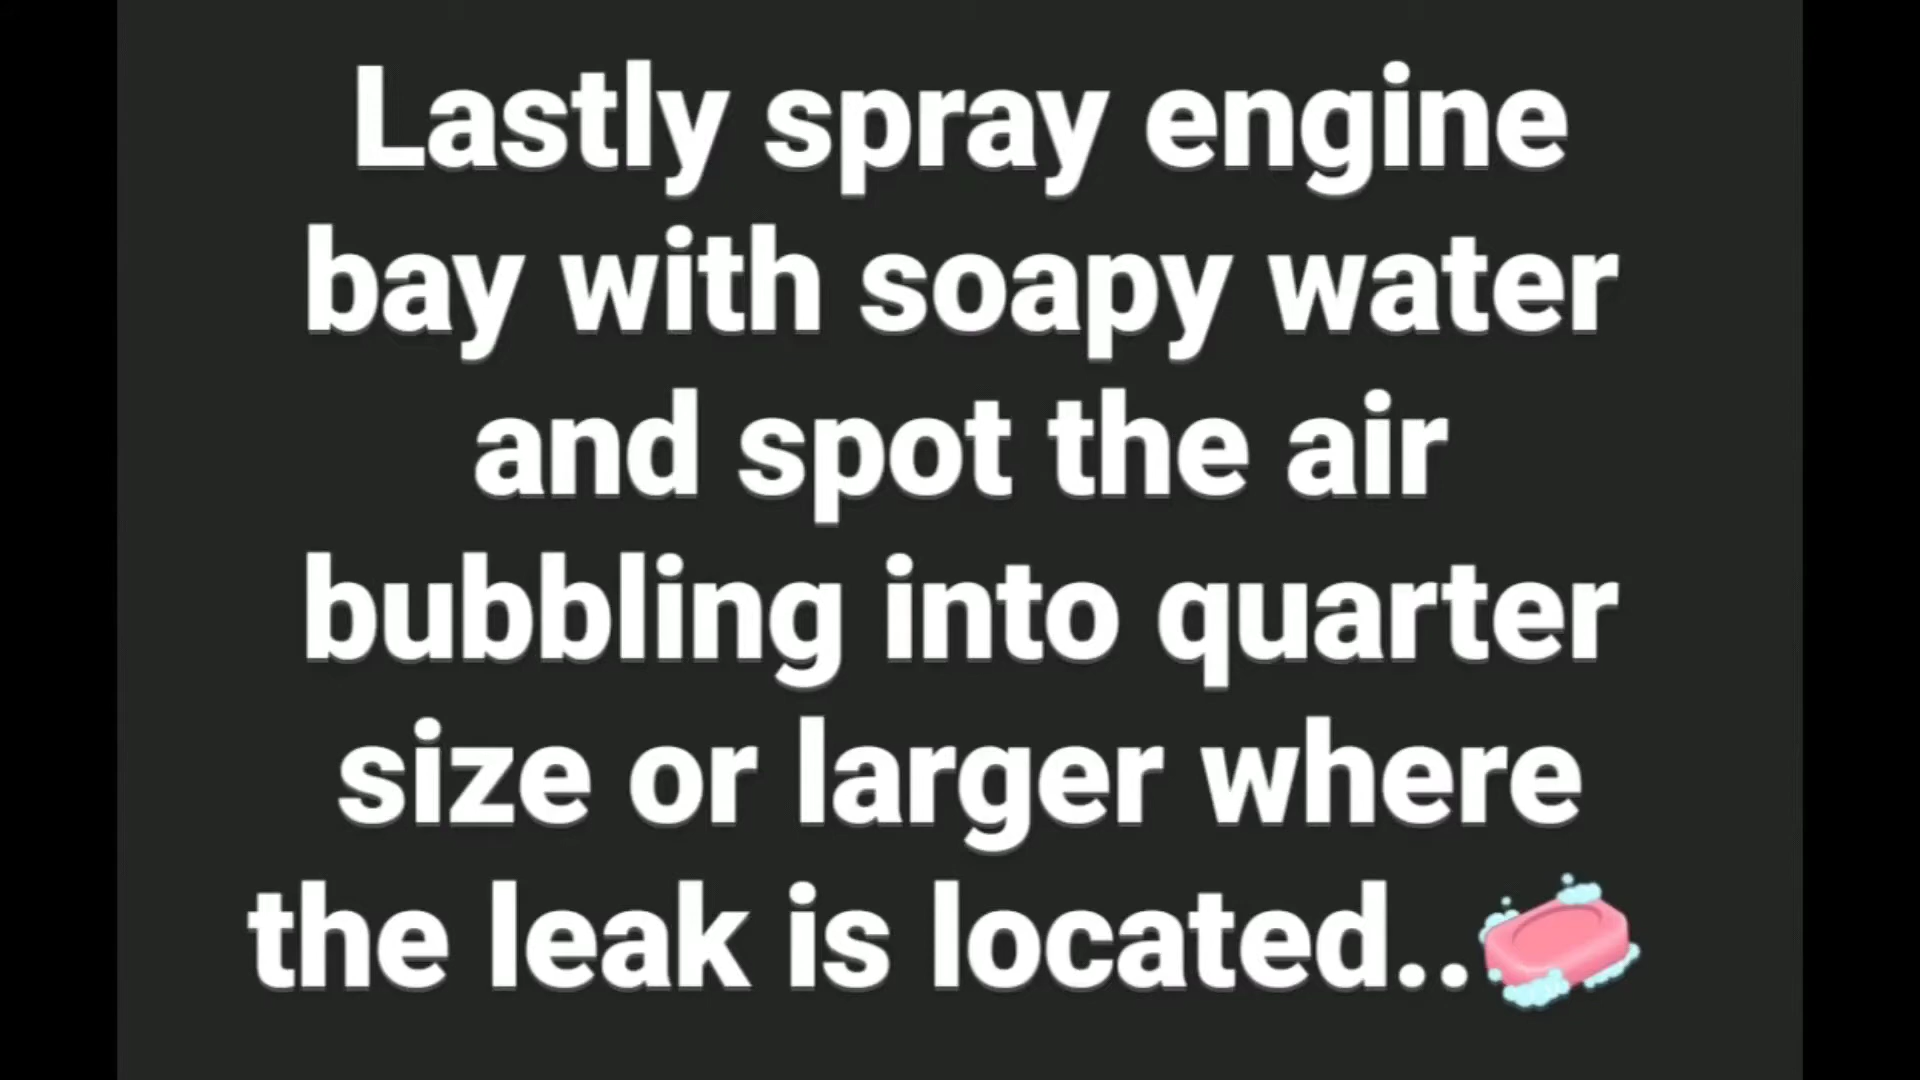 Lastly spray engine
bay with soapy water
and spot the air
bubbling into quarter
size or larger where
the leak is located..🧼